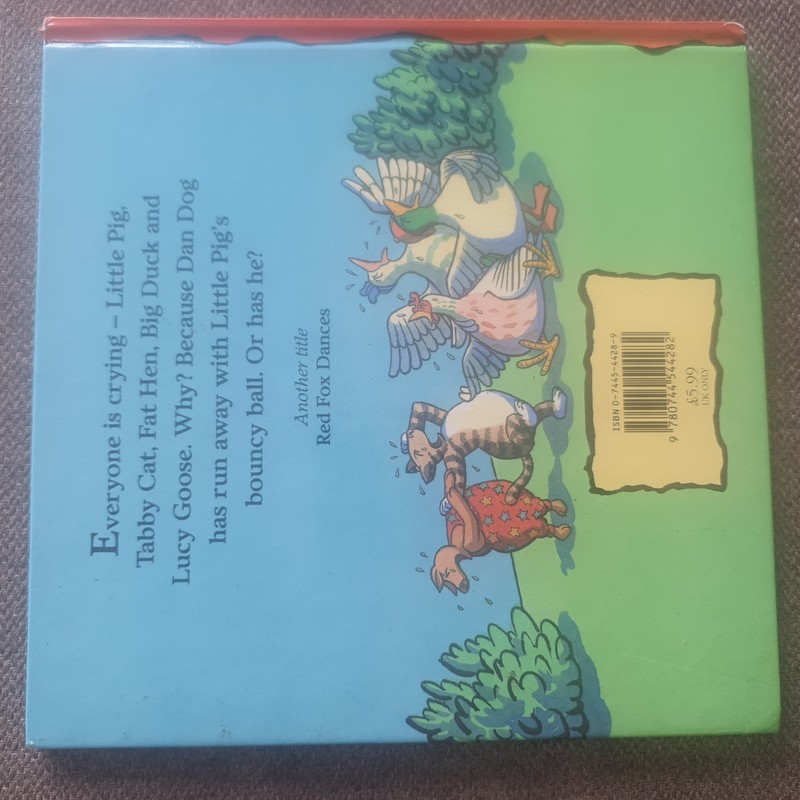 Everyone is crying – Little Pig,
Tabby Cat, Fat Hen, Big Duck and
Lucy Goose. Why? Because Dan Dog
has run away with Little Pig's
bouncy ball. Or has he?
Another title
Red Fox Dances
ISBN 0-7445-4428-9
9 780744 544282
£5.99
UK ONLY